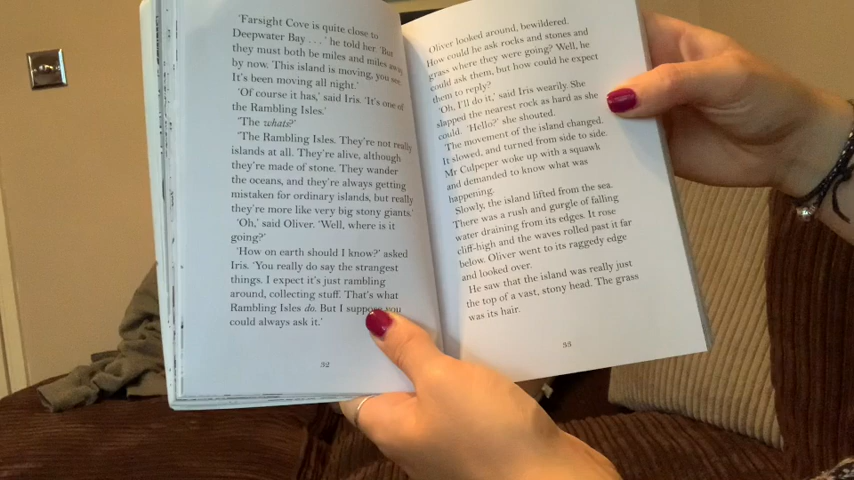 'Farsight Cove is quite close to
Deepwater Bay . . .' he told her. 'But
they must both be miles and miles away
by now. This island is moving, you see.
It's been moving all night.'
'Of course it has,' said Iris. 'It's one of
the Rambling Isles.'
'The whats?'
'The Rambling Isles. They're not really
islands at all. They're alive, although
they're made of stone. They wander
the oceans, and they're always getting
mistaken for ordinary islands, but really
they're more like very big stony giants.'
'Oh,' said Oliver. 'Well, where is it
going?'
'How on earth should I know?' asked
Iris. 'You really do say the strangest
things. I expect it's just rambling
around, collecting stuff. That's what
Rambling Isles do. But I suppose you
could always ask it.'
32
Oliver looked around, bewildered.
How could he ask rocks and stones and
grass where they were going? Well, he
could ask them, but how could he expect
them to reply?
'Oh, I'll do it,' said Iris wearily. She
slapped the nearest rock as hard as she
could. 'Hello?' she shouted.
The movement of the island changed.
It slowed, and turned from side to side.
Mr Culpeper woke up with a squawk
and demanded to know what was
happening.
Slowly, the island lifted from the sea.
There was a rush and gurgle of falling
water draining from its edges. It rose
cliff-high and the waves rolled past it far
below. Oliver went to its raggedy edge
and looked over.
He saw that the island was really just
the top of a vast, stony head. The grass
was its hair.
33